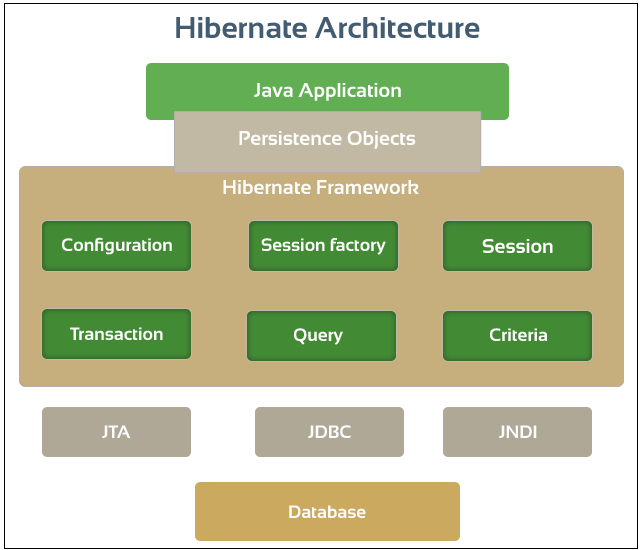 Hibernate Architecture
Java Application
Persistence Objects
Hibernate Framework
Configuration
Session factory
Session
Transaction
Query
Criteria
JTA
JDBC
JNDI
Database